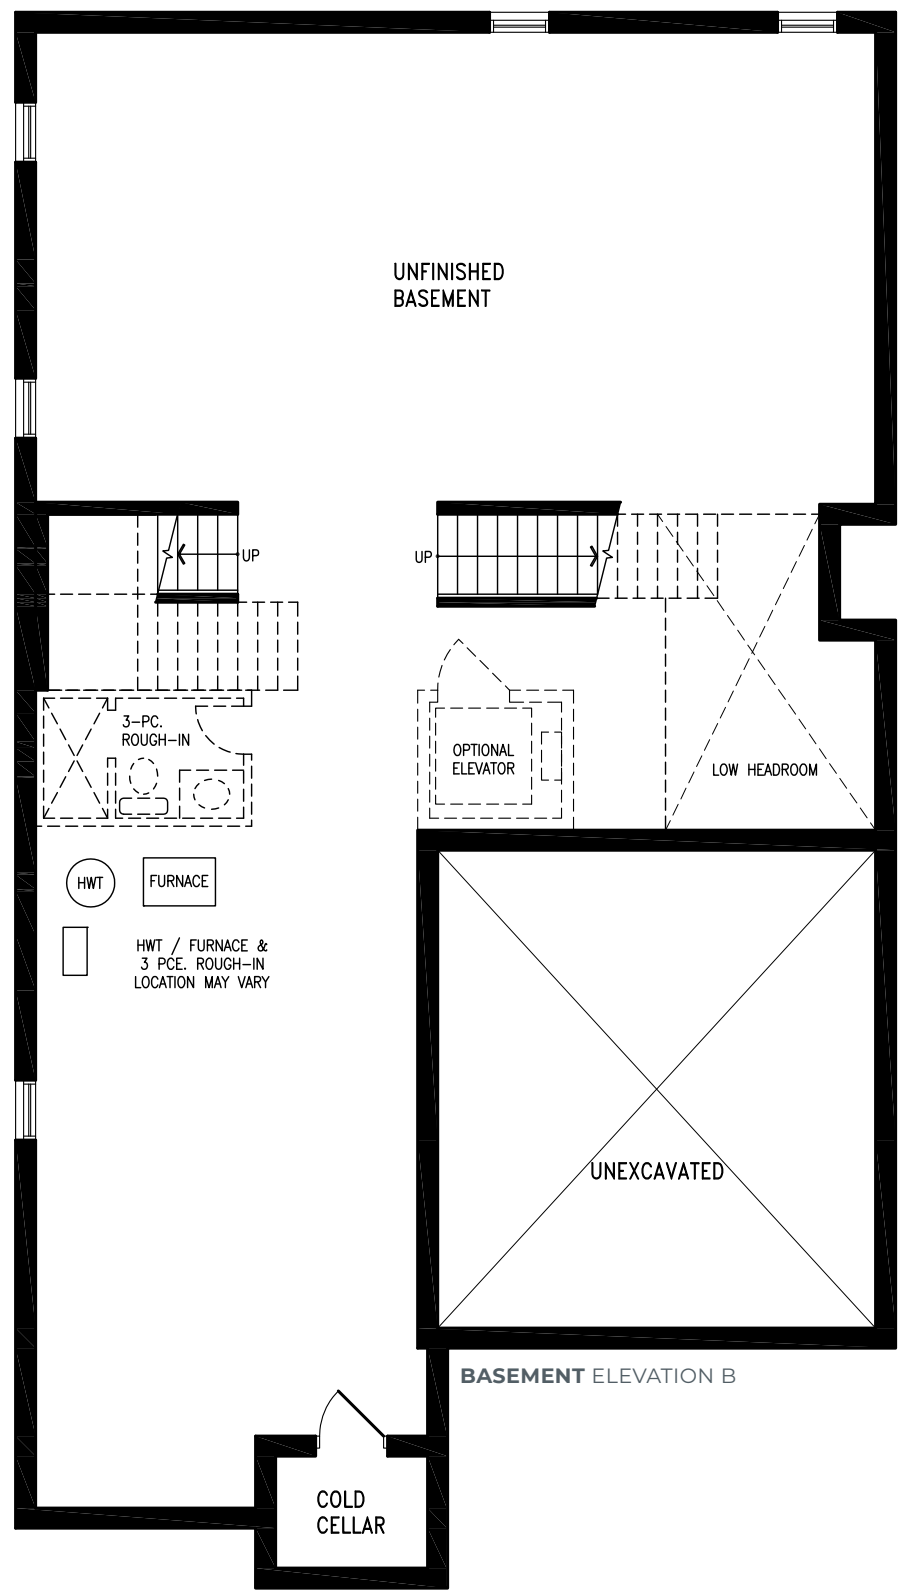 UNFINISHED
BASEMENT
UP
UP
3-PC.
ROUGH-IN
OPTIONAL
ELEVATOR
LOW HEADROOM
HWT
FURNACE
HWT / FURNACE &
3 PCE. ROUGH-IN
LOCATION MAY VARY
UNEXCAVATED
BASEMENT ELEVATION B
COLD
CELLAR